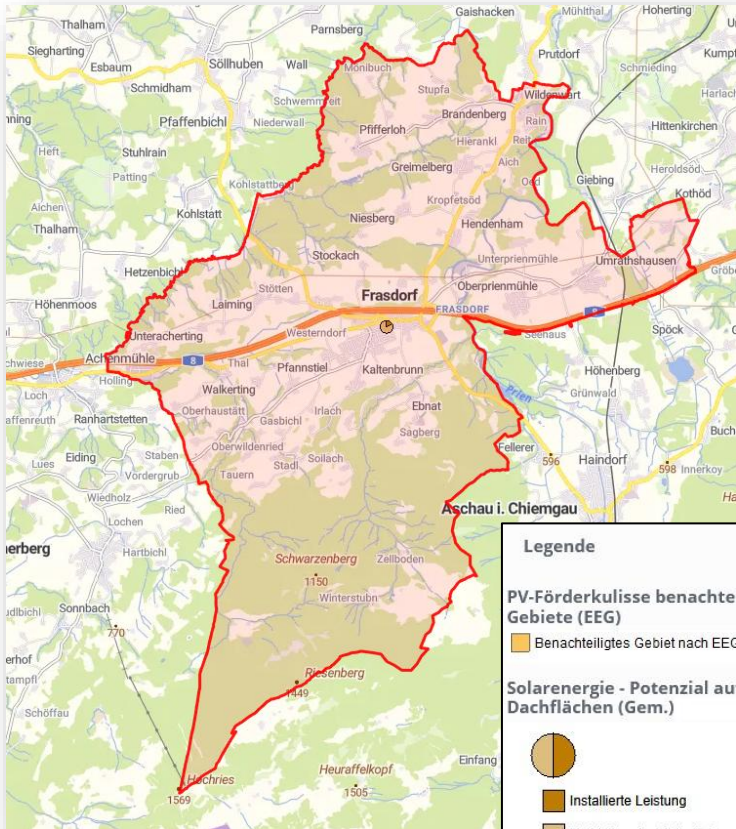 Gaishacken
Mühlthal
Hoherting
Thalham
Parnsberg
Siegharting
Esbaum
Söllhuben
Wall
Monibuch
Prutdorf
Schmidham
Stupfa
Schmieding
Schwemmreit
Wildenwart
Pfaffenbichl
Niederwall
Pfifferloh
Brandenberg
Rain
Hittenkirchen
Heft
Stuhlrain
Hierankl
Reit
Greimelberg
Aich
Patting
Kohlstattberg
Oed
Giebing
Heroldsöd
Aichen
Kohlstatt
Niesberg
Kropfetsöd
Kothöd
Thalham
Hendenham
Stockach
Unterprienmühle
Umrathshausen
Hetzenbichl
Stötten
Oberprienmühle
Höhenmoos
Laiming
Frasdorf
FRASDORF
Unteracherting
Westerndorf
Seehaus
Spöck
Achenmühle
8
Thal
Pfannstiel
Kaltenbrunn
Höhenberg
Holling
Loch
Walkerting
Prien
Grünwald
Ranhartstetten
Oberhaustätt
Irlach
Ebnat
Gasbichl
Sagberg
Eiding
Staben
Oberwildenried
Fellerer
Lues
Vordergrub
Stadl
Soilach
596
Haindorf
598
Innerkoy
Tauern
Wiedholz
Ried
Lochen
Aschau i. Chiemgau
Hartbichl
Schwarzenberg
Zellboden
1150
Sonnbach
Winterstubn
770
Riesenberg
1449
Schöffau
Hochries
1569
Heuraffelkopf
1505
Einfang
Legende
PV-Förderkulisse benachte
Gebiete (EEG)
Benachteiligtes Gebiet nach EEG
Solarenergie - Potenzial au
Dachflächen (Gem.)
Installierte Leistung